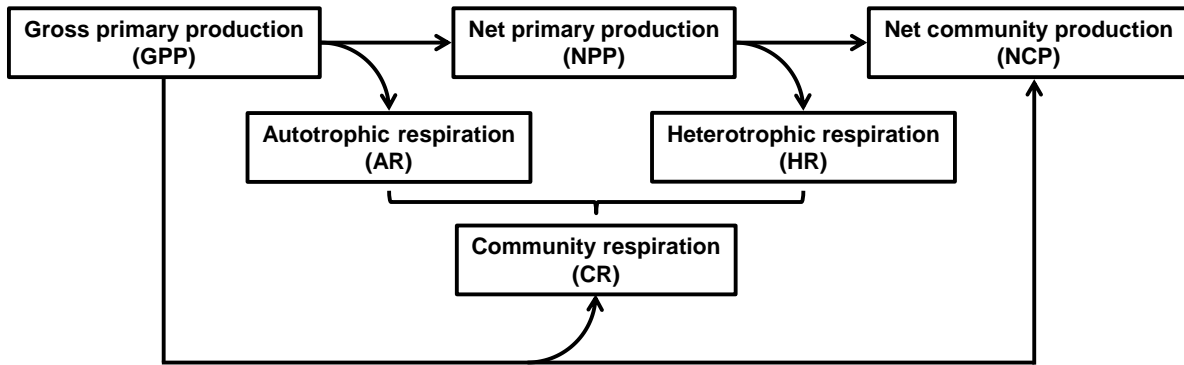 Gross primary production
(GPP)
Net primary production
(NPP)
Net community production
(NCP)
Autotrophic respiration
(AR)
Heterotrophic respiration
(HR)
Community respiration
(CR)